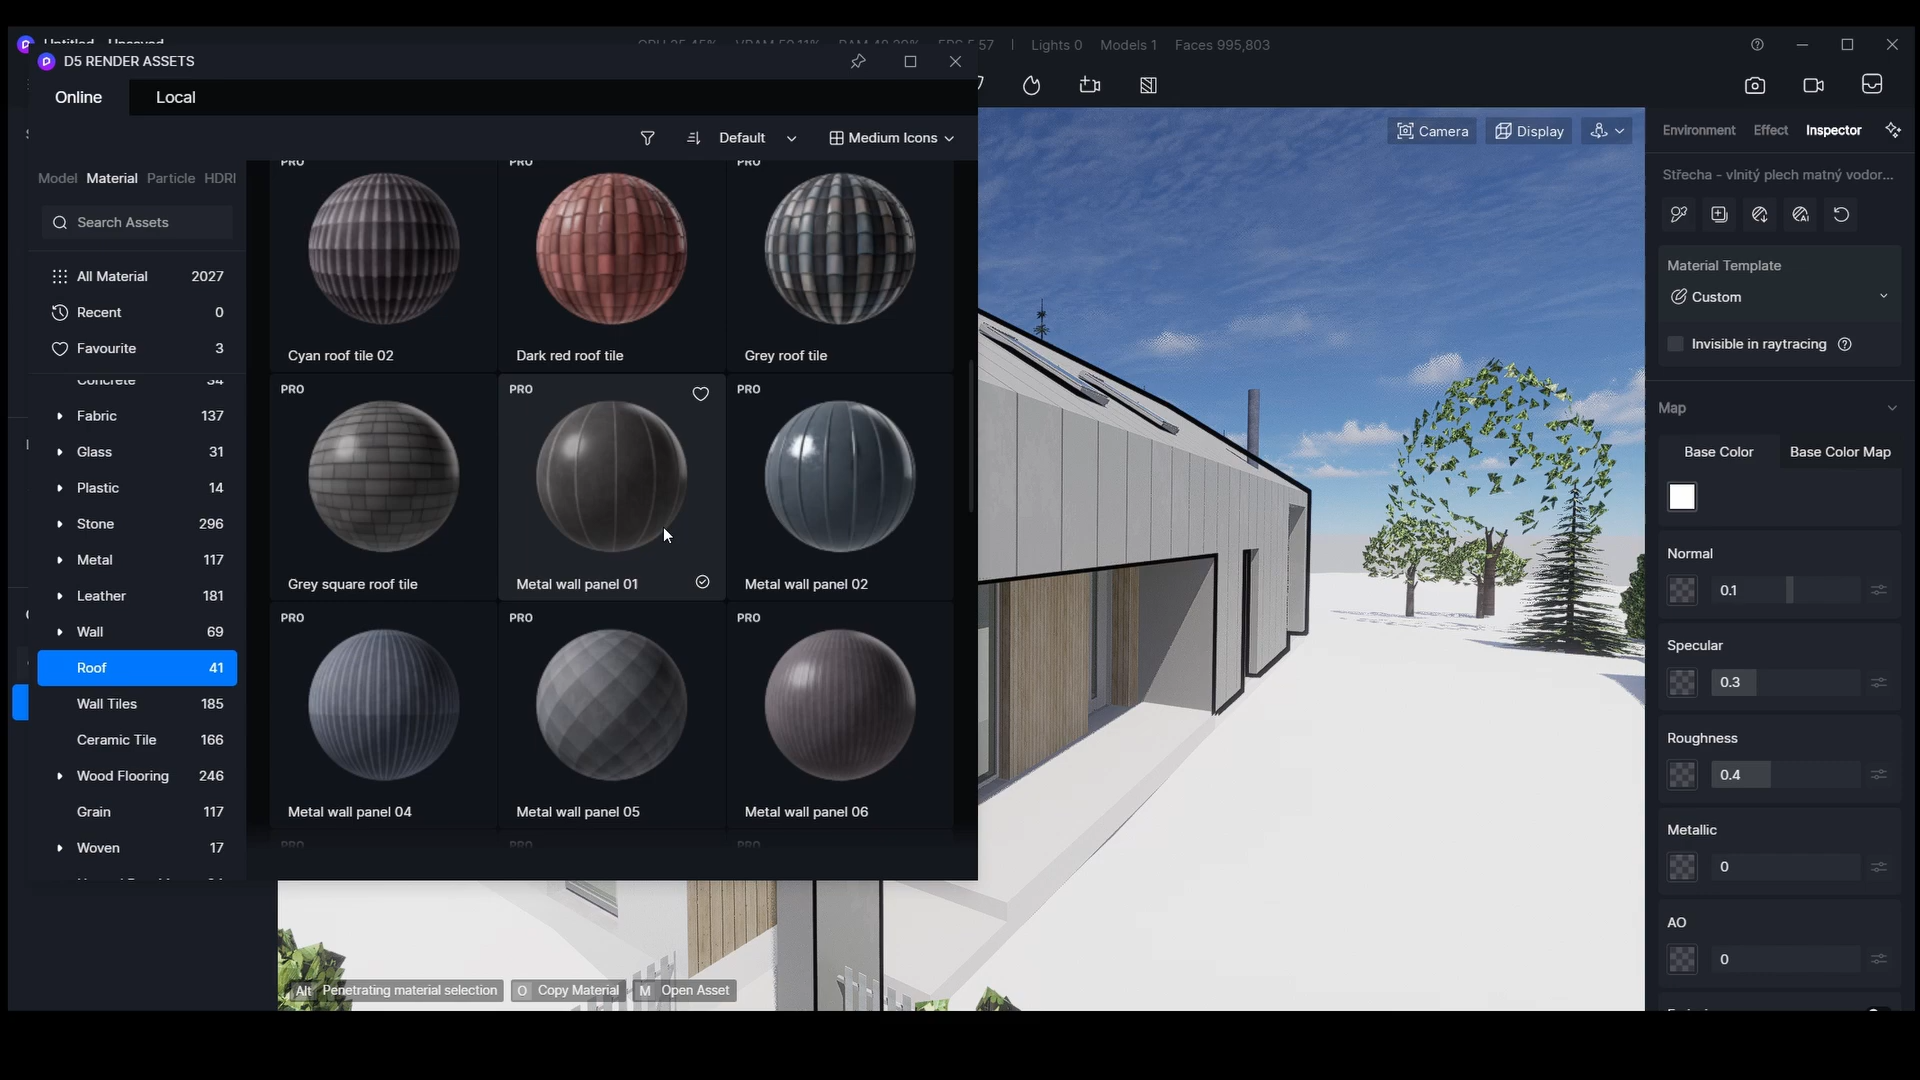 Untitled - Unsaved
Lights 0 Models 1 Faces 995,803
D5 RENDER ASSETS
Online Local
Default Medium Icons
Camera Display
Environment Effect Inspector
Model Material Particle HDRI
Search Assets
All Material 2027
Recent 0
Favourite 3
Concrete 34
Fabric 137
Glass 31
Plastic 14
Stone 296
Metal 117
Leather 181
Wall 69
Roof 41
Wall Tiles 185
Ceramic Tile 166
Wood Flooring 246
Grain 117
Woven 17
PRO PRO PRO
Cyan roof tile 02 Dark red roof tile Grey roof tile
PRO PRO PRO
Grey square roof tile Metal wall panel 01 Metal wall panel 02
PRO PRO PRO
Metal wall panel 04 Metal wall panel 05 Metal wall panel 06
PRO PRO PRO
Alt Penetrating material selection O Copy Material M Open Asset
Střecha - vlnitý plech matný vodor...
Material Template
Custom
Invisible in raytracing
Map
Base Color Base Color Map
Normal
0.1
Specular
0.3
Roughness
0.4
Metallic
0
AO
0